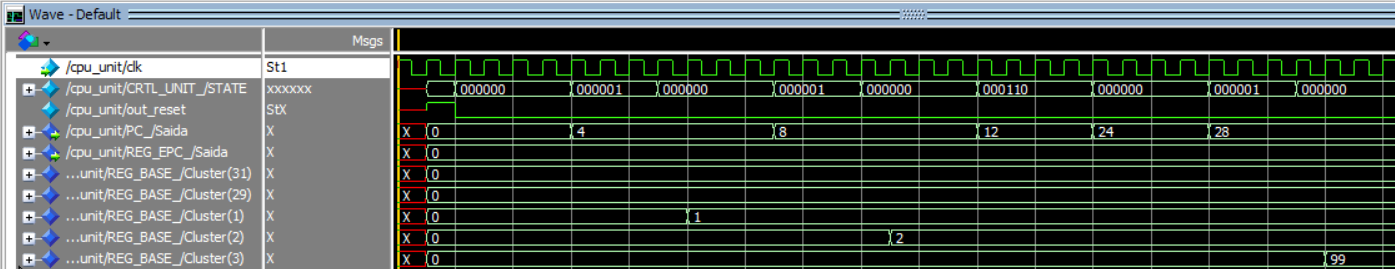 Wave - Default
Msgs
/cpu_unit/clk St1
/cpu_unit/CRTL_UNIT_/STATE xxxxxx 000000 000001 000000 000001 000000 000110 000000 000001 000000
/cpu_unit/out_reset StX
/cpu_unit/PC_/Saida X X 0 4 8 12 24 28
/cpu_unit/REG_EPC_/Saida X X 0
...unit/REG_BASE_/Cluster(31) X X 0
...unit/REG_BASE_/Cluster(29) X X 0
...unit/REG_BASE_/Cluster(1) X X 0 1
...unit/REG_BASE_/Cluster(2) X X 0 2
...unit/REG_BASE_/Cluster(3) X X 0 99